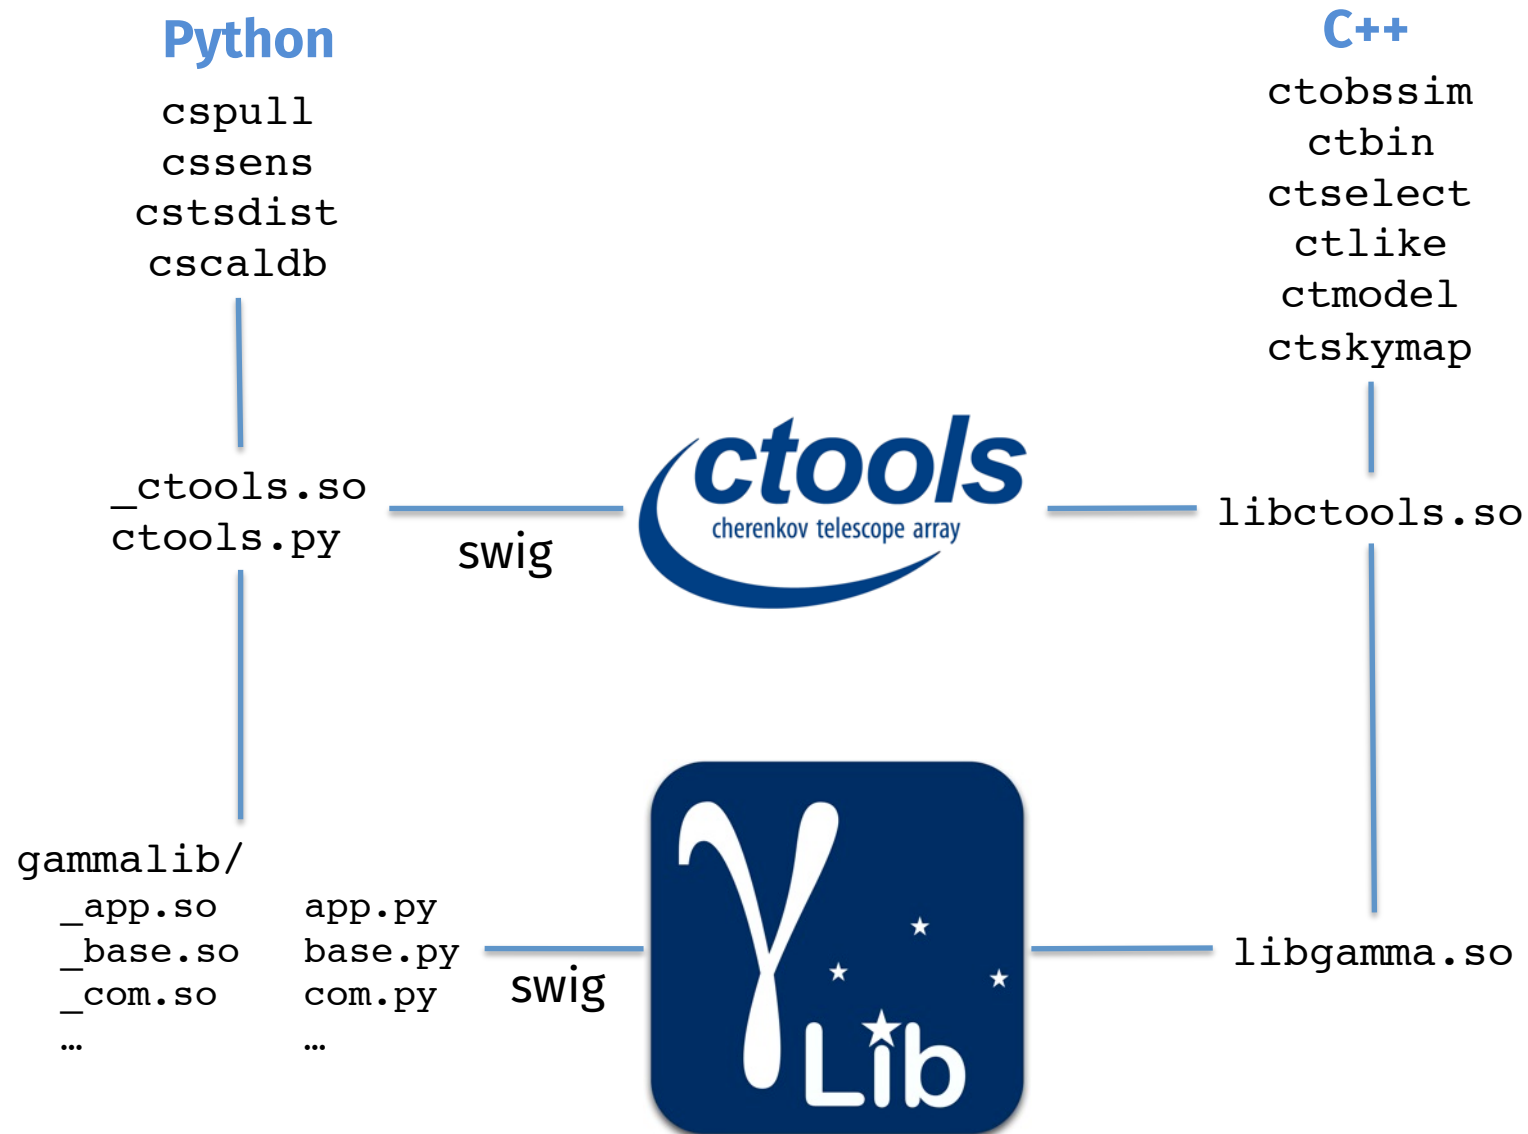 Python
cspull
cssens
cstsdist
cscaldb
C++
ctobssim
ctbin
ctselect
ctlike
ctmodel
ctskymap
_ctools.so
ctools.py
swig
ctools
cherenkov telescope array
libctools.so
gammalib/
_app.so app.py
_base.so base.py
_com.so com.py
… …
swig
γ
Lib
libgamma.so